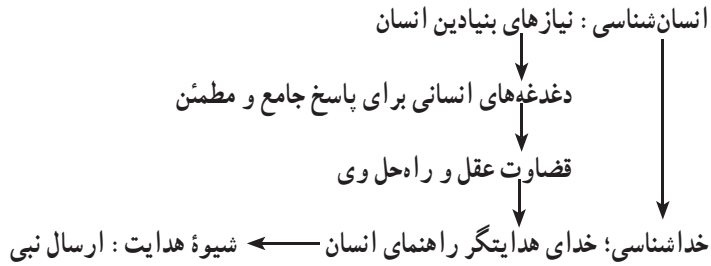 انسان‌شناسی : نیازهای بنیادین انسان
دغدغه‌های انسانی برای پاسخ جامع و مطمئن
قضاوت عقل و راه‌حل وی
خداشناسی؛ خدای هدایتگر راهنمای انسان شیوهٔ هدایت : ارسال نبی